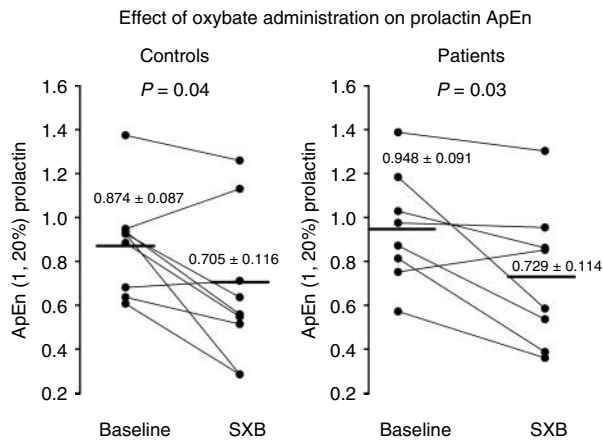 Effect of oxybate administration on prolactin ApEn
Controls
P = 0.04
ApEn (1, 20%) prolactin
1.6
1.4
1.2
1.0
0.8
0.6
0.4
0.2
0.874 ± 0.087
0.705 ± 0.116
Baseline
SXB
Patients
P = 0.03
ApEn (1, 20%) prolactin
1.6
1.4
1.2
1.0
0.8
0.6
0.4
0.2
0.948 ± 0.091
0.729 ± 0.114
Baseline
SXB